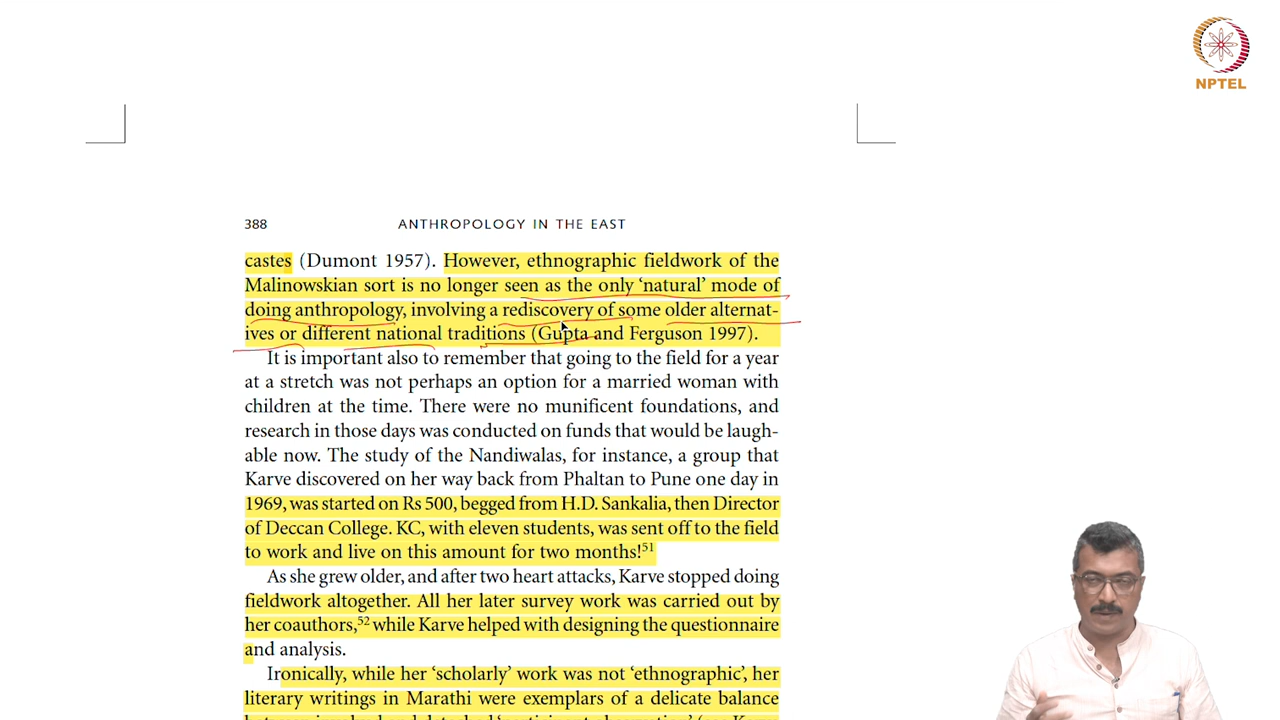 NPTEL
388 ANTHROPOLOGY IN THE EAST
castes (Dumont 1957). However, ethnographic fieldwork of the
Malinowskian sort is no longer seen as the only ‘natural’ mode of
doing anthropology, involving a rediscovery of some older alternat-
ives or different national traditions (Gupta and Ferguson 1997).
It is important also to remember that going to the field for a year
at a stretch was not perhaps an option for a married woman with
children at the time. There were no munificent foundations, and
research in those days was conducted on funds that would be laugh-
able now. The study of the Nandiwalas, for instance, a group that
Karve discovered on her way back from Phaltan to Pune one day in
1969, was started on Rs 500, begged from H.D. Sankalia, then Director
of Deccan College. KC, with eleven students, was sent off to the field
to work and live on this amount for two months!51
As she grew older, and after two heart attacks, Karve stopped doing
fieldwork altogether. All her later survey work was carried out by
her coauthors,52 while Karve helped with designing the questionnaire
and analysis.
Ironically, while her ‘scholarly’ work was not ‘ethnographic’, her
literary writings in Marathi were exemplars of a delicate balance